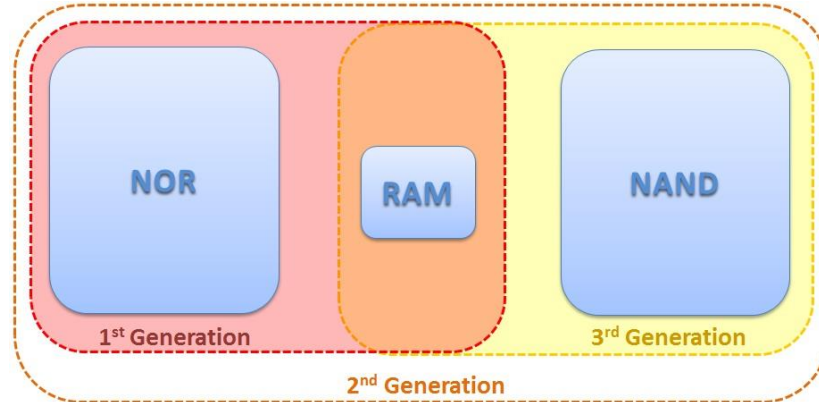 NOR
RAM
NAND
1st Generation
3rd Generation
2nd Generation